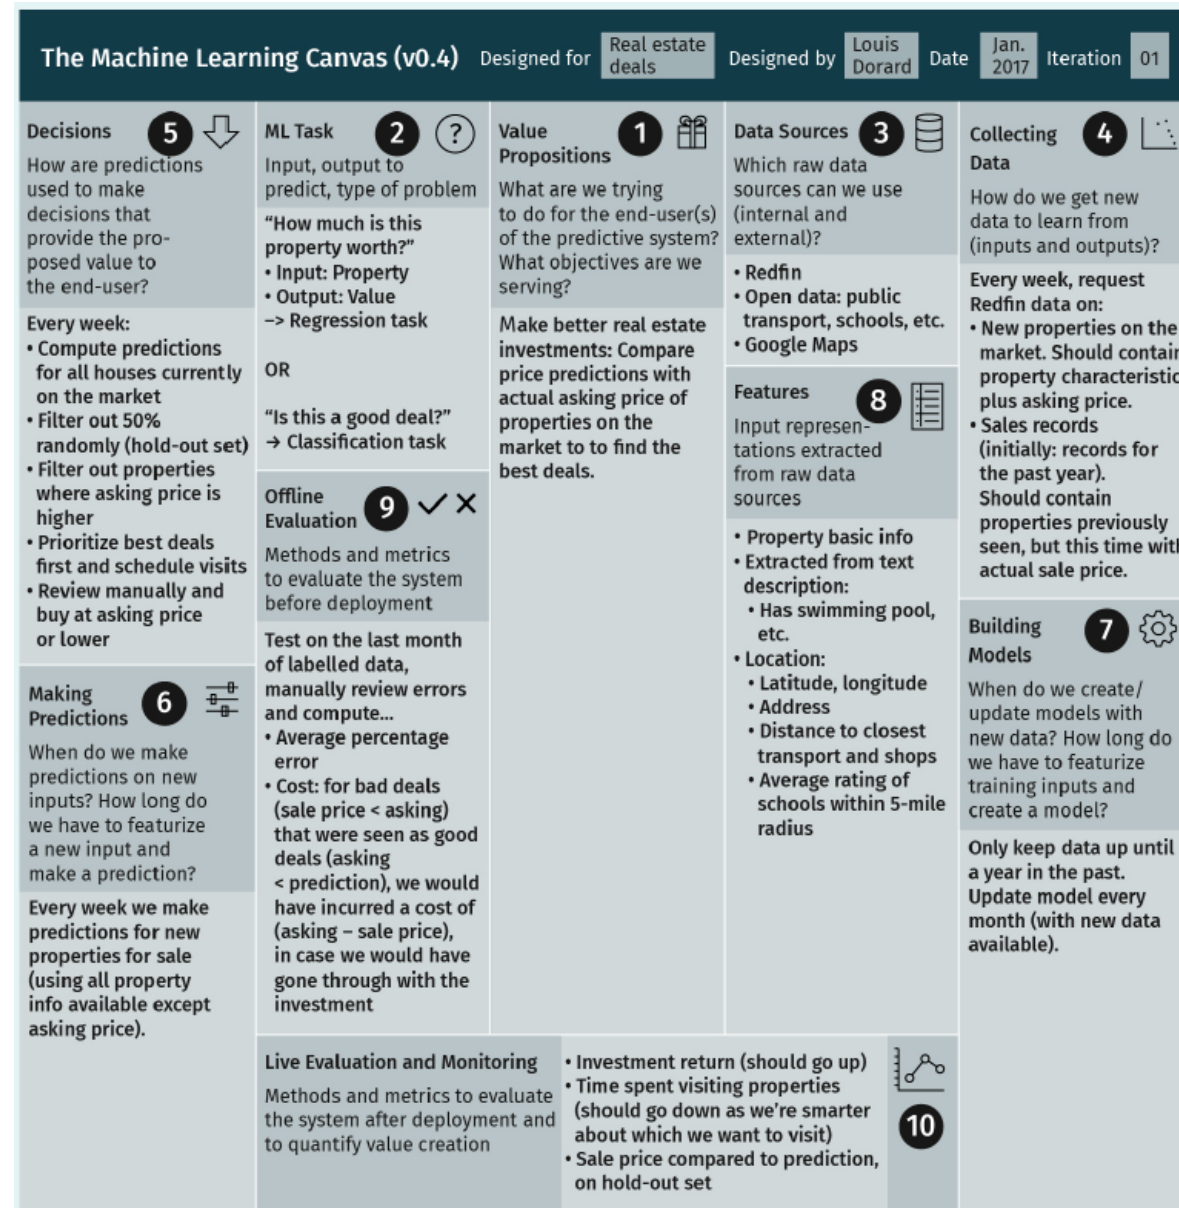 The Machine Learning Canvas (v0.4)
Designed for
Real estate
deals
Designed by
Louis
Dorard
Date
Jan.
2017
Iteration
01
Decisions
5
How are predictions
used to make
decisions that
provide the pro-
posed value to
the end-user?
Every week:
• Compute predictions
for all houses currently
on the market
• Filter out 50%
randomly (hold-out set)
• Filter out properties
where asking price is
higher
• Prioritize best deals
first and schedule visits
• Review manually and
buy at asking price
or lower
Making
Predictions
6
When do we make
predictions on new
inputs? How long do
we have to featurize
a new input and
make a prediction?
Every week we make
predictions for new
properties for sale
(using all property
info available except
asking price).
ML Task
2
?
Input, output to
predict, type of problem
“How much is this
property worth?”
• Input: Property
• Output: Value
–> Regression task
OR
“Is this a good deal?”
→ Classification task
Offline
Evaluation
9
Methods and metrics
to evaluate the system
before deployment
Test on the last month
of labelled data,
manually review errors
and compute...
• Average percentage
error
• Cost: for bad deals
(sale price < asking)
that were seen as good
deals (asking
< prediction), we would
have incurred a cost of
(asking – sale price),
in case we would have
gone through with the
investment
Value
Propositions
1
What are we trying
to do for the end-user(s)
of the predictive system?
What objectives are we
serving?
Make better real estate
investments: Compare
price predictions with
actual asking price of
properties on the
market to to find the
best deals.
Data Sources
3
Which raw data
sources can we use
(internal and
external)?
• Redfin
• Open data: public
transport, schools, etc.
• Google Maps
Features
8
Input represen-
tations extracted
from raw data
sources
• Property basic info
• Extracted from text
description:
• Has swimming pool,
etc.
• Location:
• Latitude, longitude
• Address
• Distance to closest
transport and shops
• Average rating of
schools within 5-mile
radius
Collecting
Data
4
How do we get new
data to learn from
(inputs and outputs)?
Every week, request
Redfin data on:
• New properties on the
market. Should contain
property characteristic
plus asking price.
• Sales records
(initially: records for
the past year).
Should contain
properties previously
seen, but this time with
actual sale price.
Building
Models
7
When do we create/
update models with
new data? How long do
we have to featurize
training inputs and
create a model?
Only keep data up until
a year in the past.
Update model every
month (with new data
available).
Live Evaluation and Monitoring
Methods and metrics to evaluate
the system after deployment and
to quantify value creation
• Investment return (should go up)
• Time spent visiting properties
(should go down as we’re smarter
about which we want to visit)
• Sale price compared to prediction,
on hold-out set
10